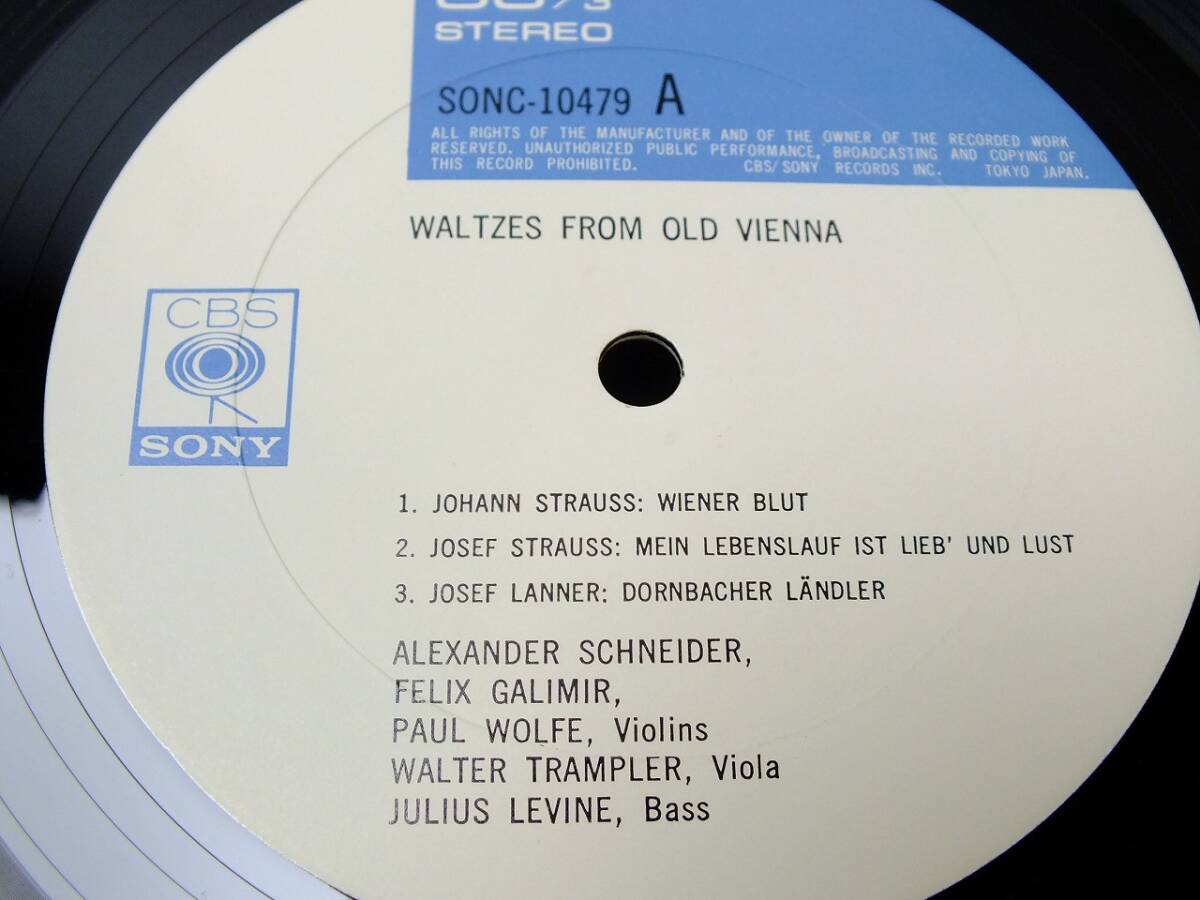 STEREO
SONC-10479 A
ALL RIGHTS OF THE MANUFACTURER AND OF THE OWNER OF THE RECORDED WORK
RESERVED. UNAUTHORIZED PUBLIC PERFORMANCE, BROADCASTING AND COPYING OF
THIS RECORD PROHIBITED. CBS/SONY RECORDS INC. TOKYO JAPAN.
WALTZES FROM OLD VIENNA
CBS
SONY
1. JOHANN STRAUSS: WIENER BLUT
2. JOSEF STRAUSS: MEIN LEBENSLAUF IST LIEB' UND LUST
3. JOSEF LANNER: DORNBACHER LÄNDLER
ALEXANDER SCHNEIDER,
FELIX GALIMIR,
PAUL WOLFE, Violins
WALTER TRAMPLER, Viola
JULIUS LEVINE, Bass